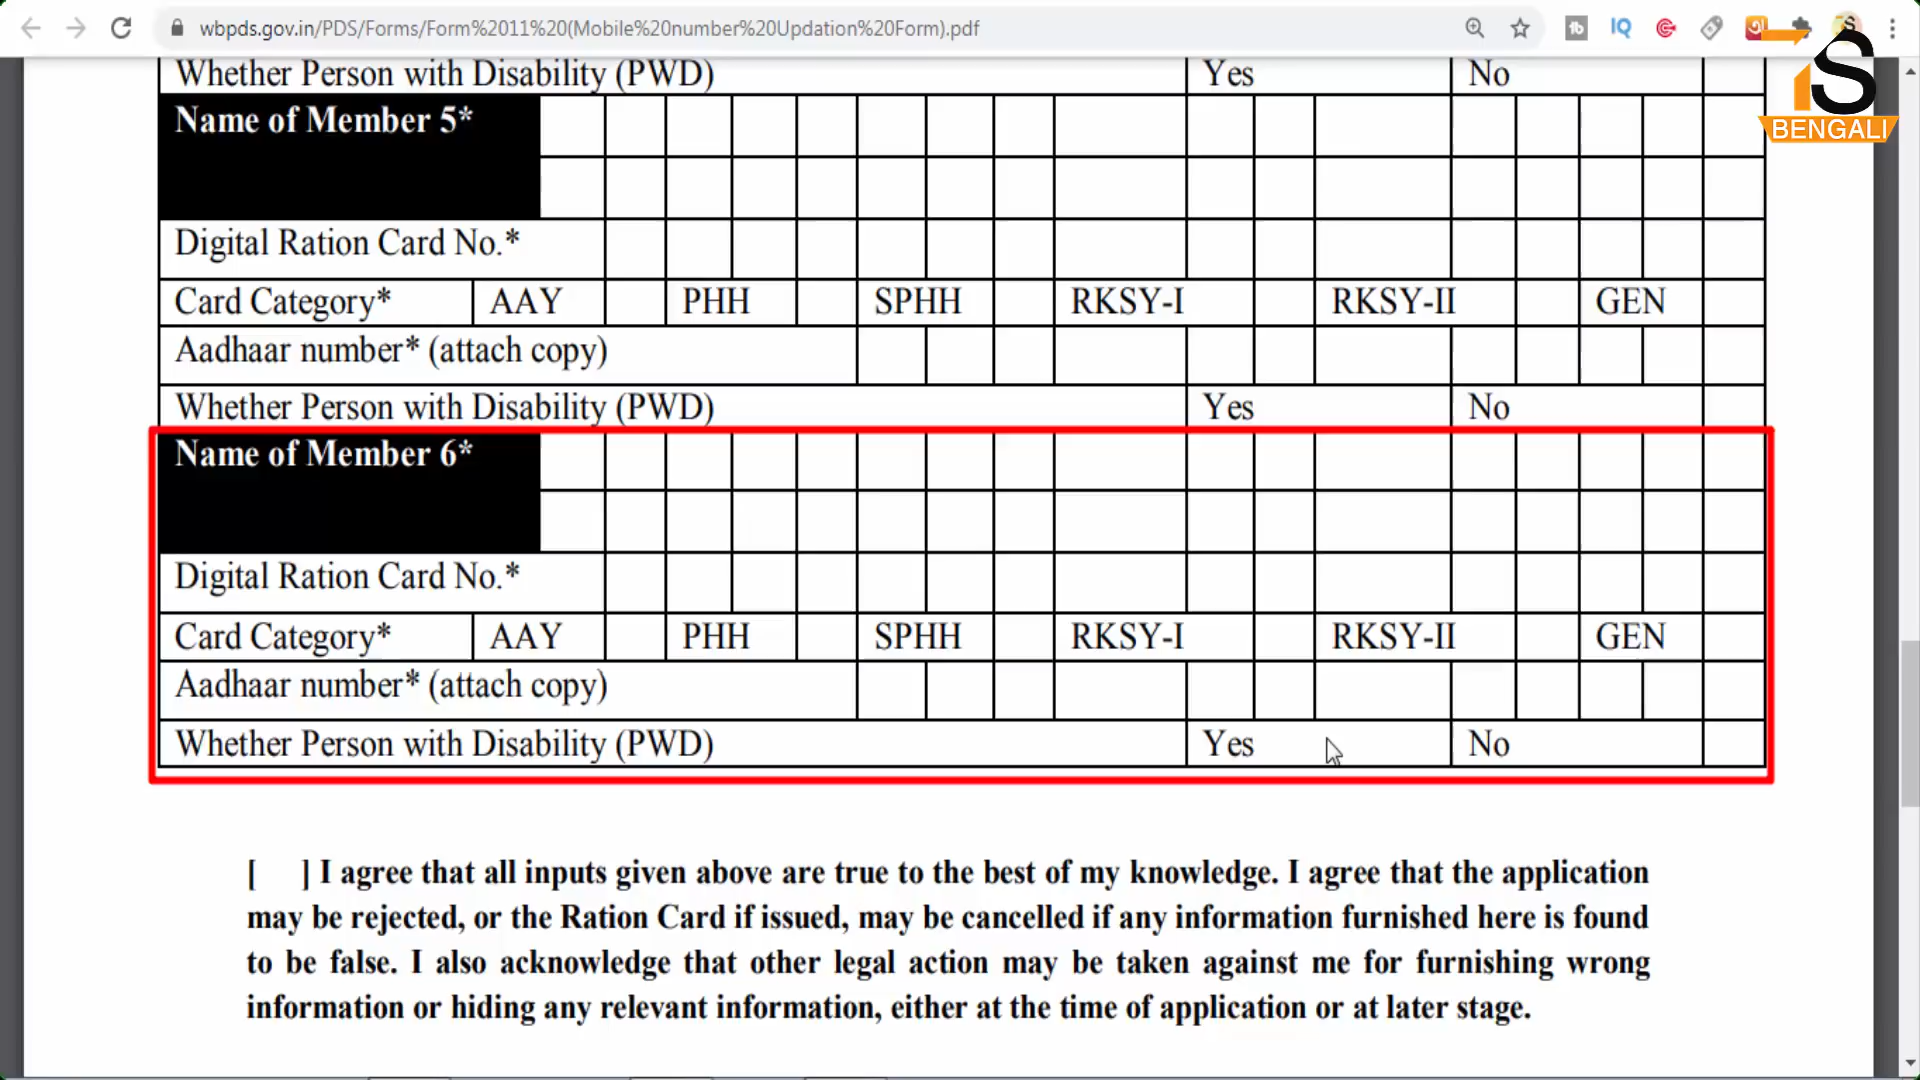 wbpds.gov.in/PDS/Forms/Form%2011%20(Mobile%20number%20Updation%20Form).pdf
Whether Person with Disability (PWD) Yes No
BENGALI
Name of Member 5*
Digital Ration Card No.*
Card Category* AAY PHH SPHH RKSY-I RKSY-II GEN
Aadhaar number* (attach copy)
Whether Person with Disability (PWD) Yes No
Name of Member 6*
Digital Ration Card No.*
Card Category* AAY PHH SPHH RKSY-I RKSY-II GEN
Aadhaar number* (attach copy)
Whether Person with Disability (PWD) Yes No
[ ] I agree that all inputs given above are true to the best of my knowledge. I agree that the application
may be rejected, or the Ration Card if issued, may be cancelled if any information furnished here is found
to be false. I also acknowledge that other legal action may be taken against me for furnishing wrong
information or hiding any relevant information, either at the time of application or at later stage.